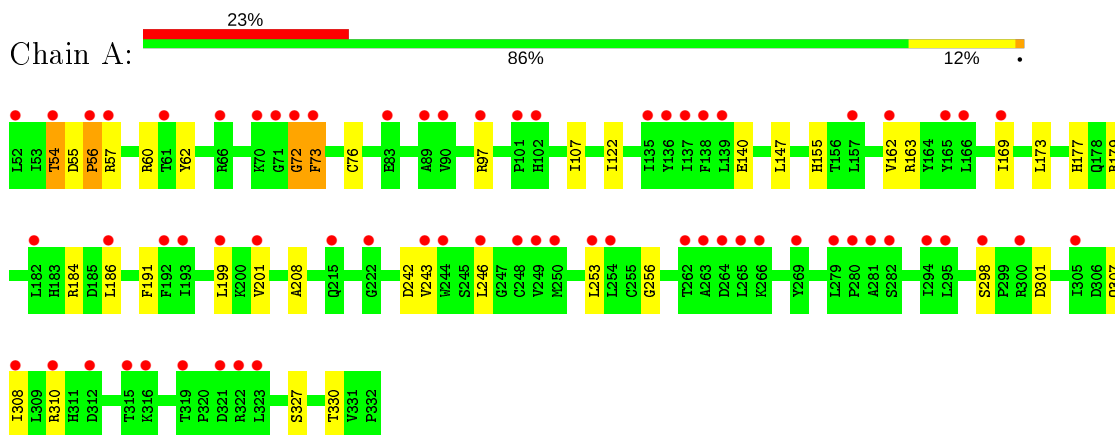 23%
Chain A:
86% 12% •
L52 I53 T54 D55 P56 R57 R60 T61 Y62 R66 K70 G71 G72 F73 C76 E83 A89 V90 R97 P101 H102 I107 I122 I135 Y136 I137 F138 L139 E140 L147 H155 T156 L157 V162 R163 Y164 Y165 L166 I169 L173 H177 Q178
L182 H183 R184 D185 L186 F191 F192 I193 L199 K200 V201 A208 Q215 G222 D242 V243 W244 S245 L246 G247 C248 V249 M250 L253 L254 C255 G256 T262 A263 D264 L265 K266 Y269 L279 P280 A281 S282 I294 L295 S298 P299 R300 D301 I305 D306
I308 L309 R310 H311 D312 T315 K316 T319 P320 D321 R322 L323 S327 T330 V331 P332